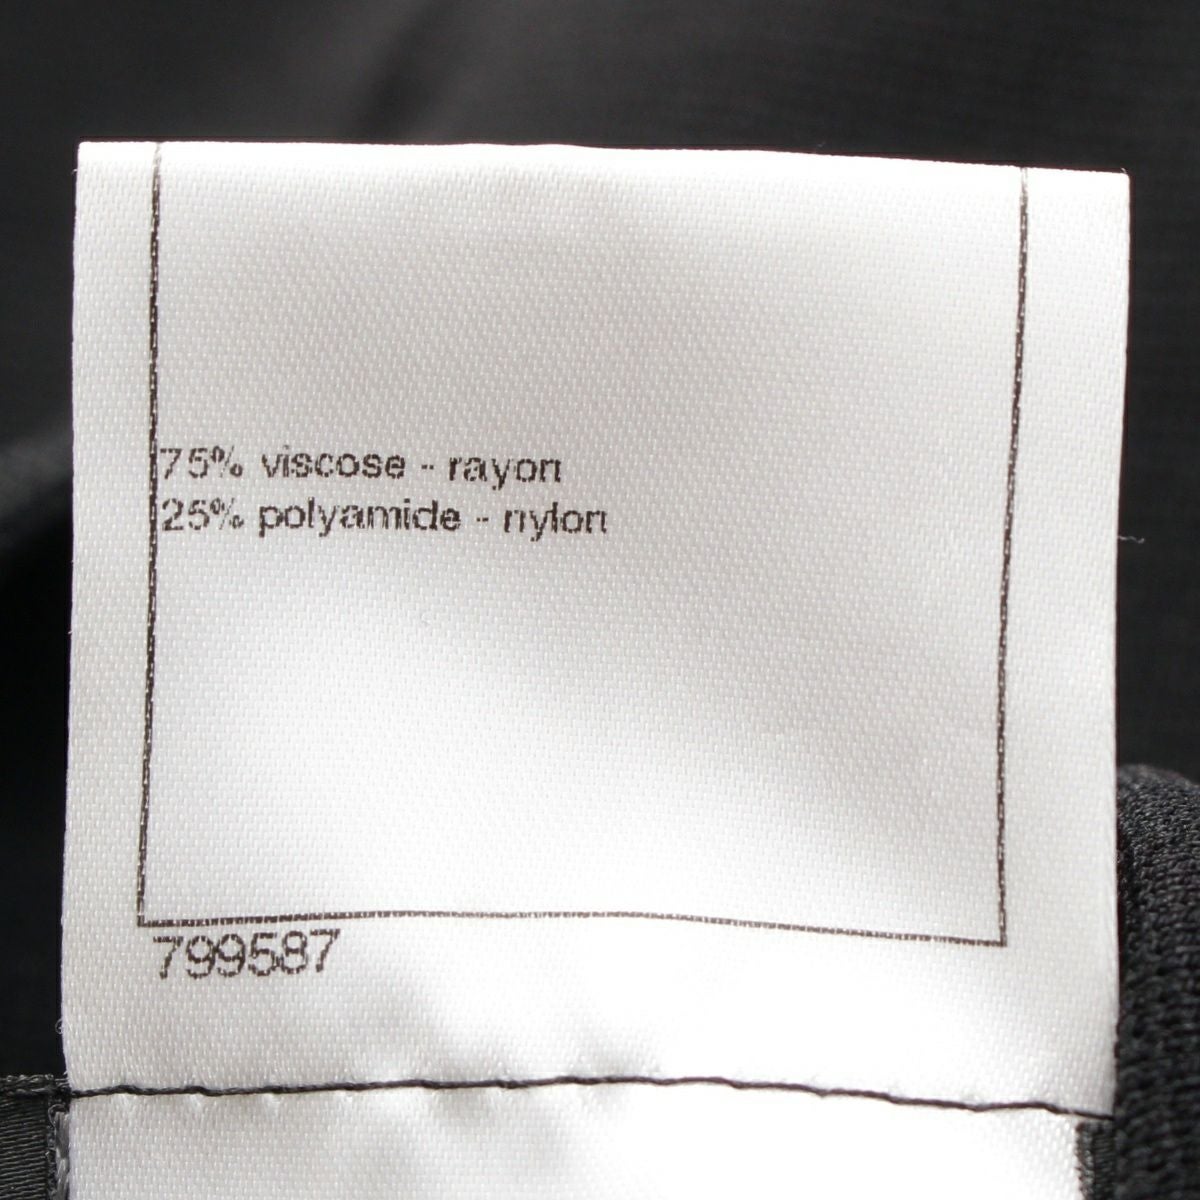 75% viscose - rayon
25% polyamide - nylon
799587